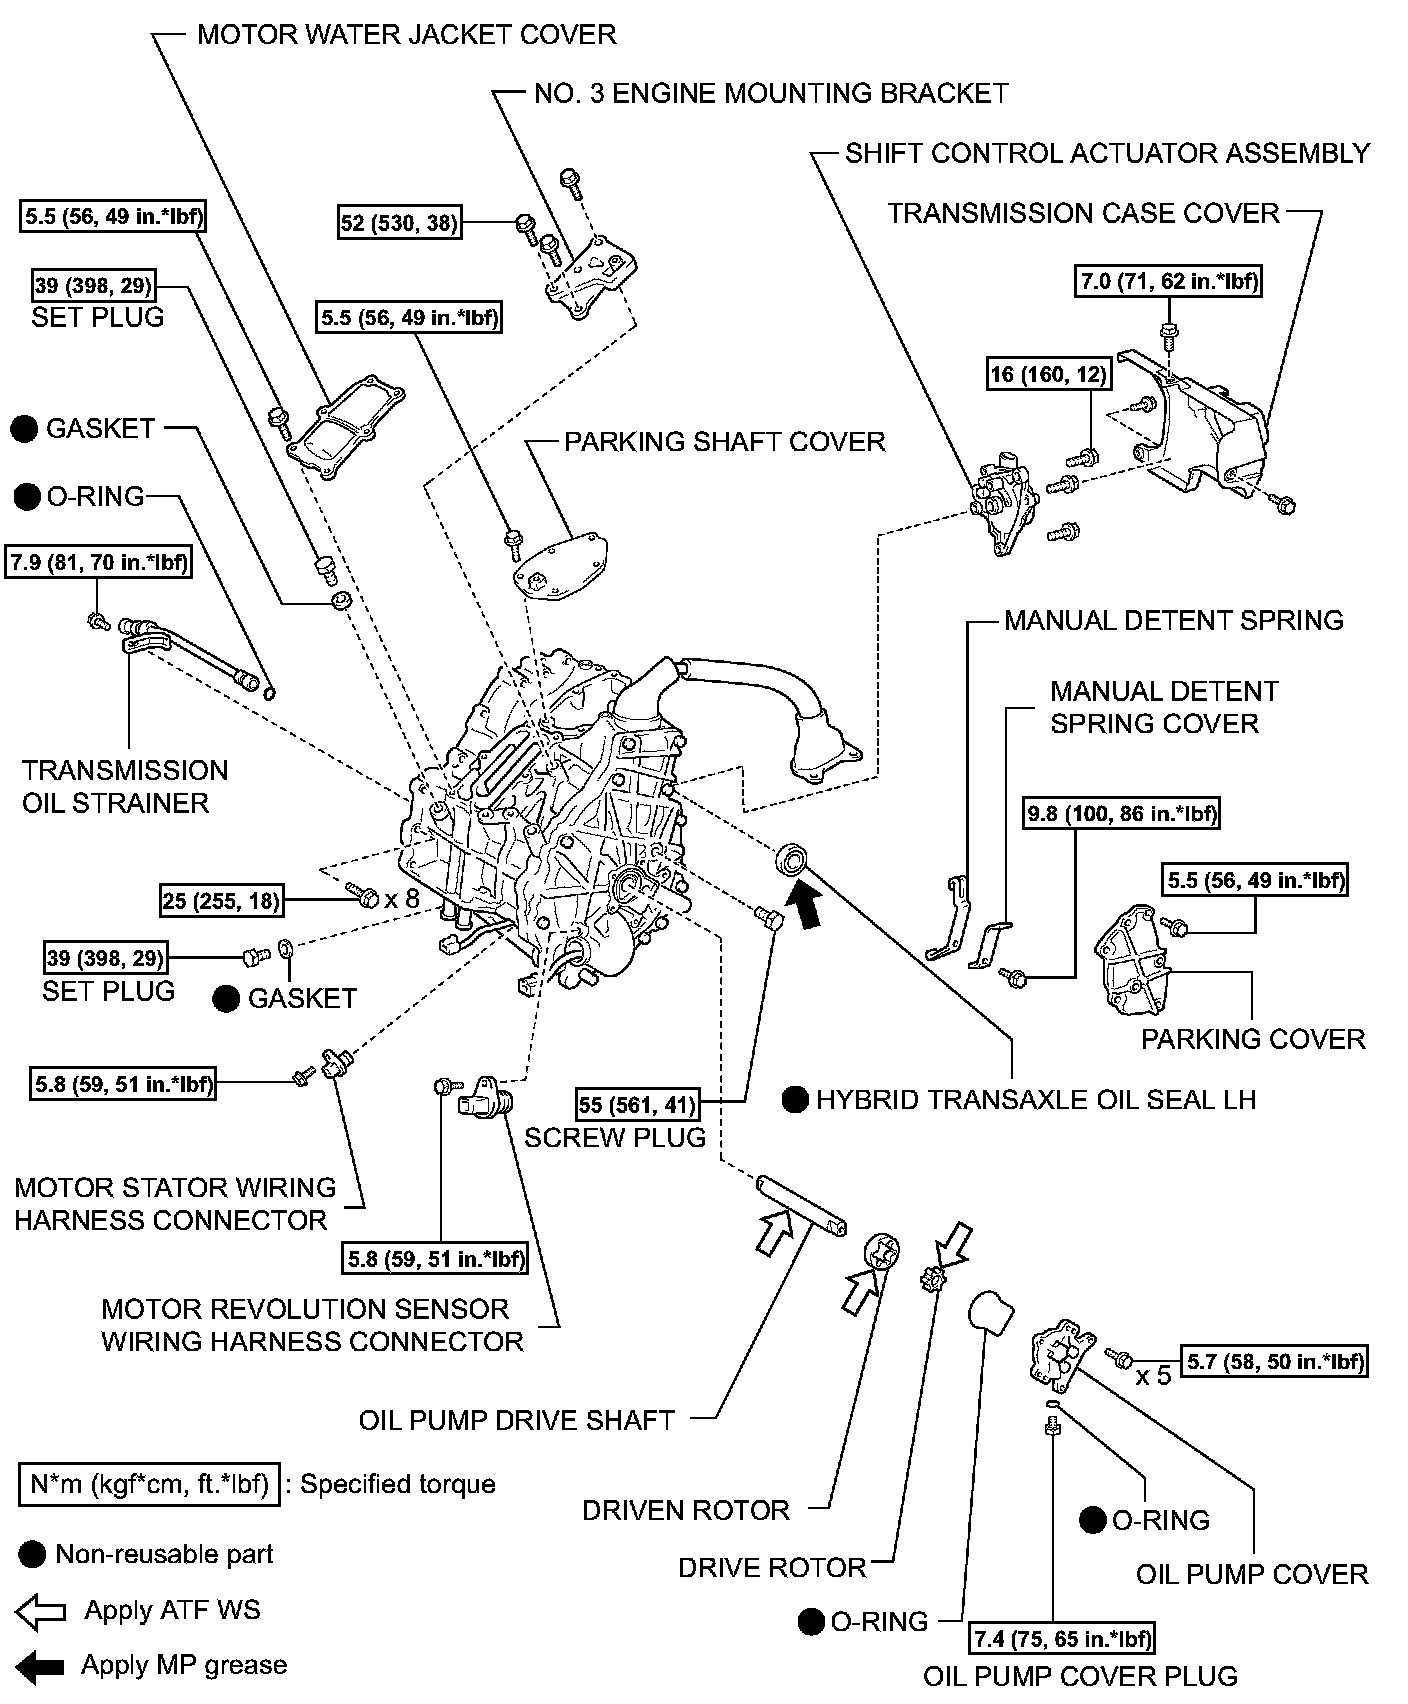 MOTOR WATER JACKET COVER
NO. 3 ENGINE MOUNTING BRACKET
SHIFT CONTROL ACTUATOR ASSEMBLY
TRANSMISSION CASE COVER
5.5 (56, 49 in.*lbf)
52 (530, 38)
39 (398, 29)
SET PLUG
5.5 (56, 49 in.*lbf)
7.0 (71, 62 in.*lbf)
16 (160, 12)
GASKET
PARKING SHAFT COVER
O-RING
7.9 (81, 70 in.*lbf)
MANUAL DETENT SPRING
MANUAL DETENT
SPRING COVER
TRANSMISSION
OIL STRAINER
9.8 (100, 86 in.*lbf)
5.5 (56, 49 in.*lbf)
25 (255, 18)
x 8
39 (398, 29)
SET PLUG
GASKET
PARKING COVER
5.8 (59, 51 in.*lbf)
55 (561, 41)
SCREW PLUG
HYBRID TRANSAXLE OIL SEAL LH
MOTOR STATOR WIRING
HARNESS CONNECTOR
5.8 (59, 51 in.*lbf)
MOTOR REVOLUTION SENSOR
WIRING HARNESS CONNECTOR
x 5
5.7 (58, 50 in.*lbf)
OIL PUMP DRIVE SHAFT
N*m (kgf*cm, ft.*lbf) : Specified torque
DRIVEN ROTOR
O-RING
Non-reusable part
DRIVE ROTOR
OIL PUMP COVER
Apply ATF WS
O-RING
7.4 (75, 65 in.*lbf)
Apply MP grease
OIL PUMP COVER PLUG